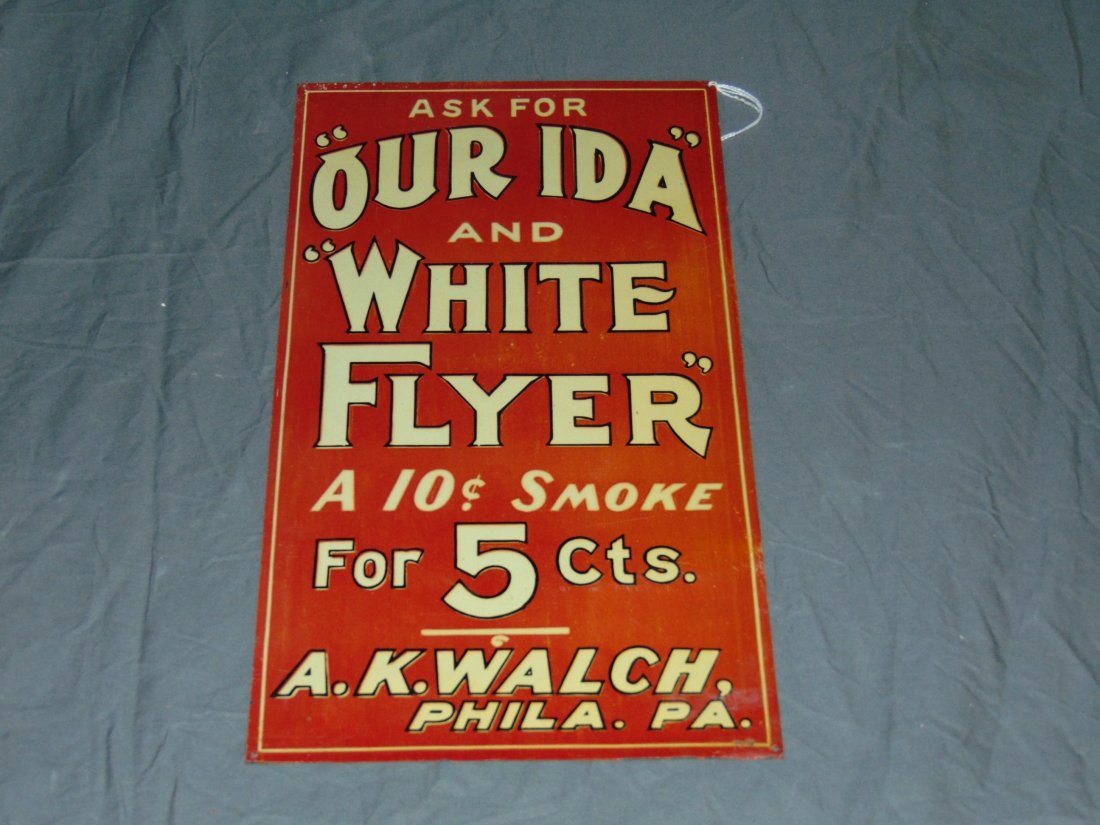 ASK FOR
“OUR IDA”
AND
“WHITE
FLYER”
A 10¢ SMOKE
For 5 Cts.
A.K.WALCH,
PHILA. PA.